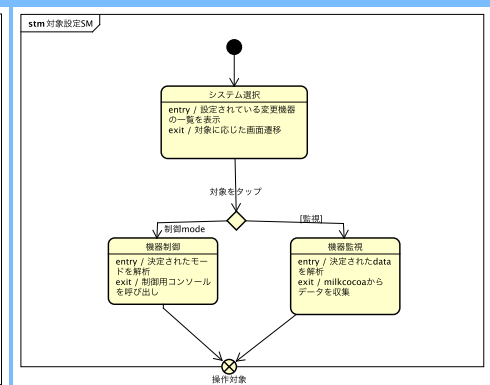 stm 対象設定SM
システム選択
entry / 設定されている変更機器
の一覧を表示
exit / 対象に応じた画面遷移
対象をタップ
制御mode
[監視]
機器制御
entry / 決定されたモー
ドを解析
exit / 制御用コンソール
を呼び出し
機器監視
entry / 決定されたdata
を解析
exit / milkcocoaから
データを収集
操作対象